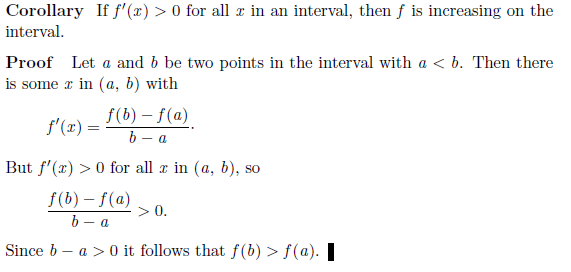 Corollary If f′(x) > 0 for all x in an interval, then f is increasing on the
interval.
Proof Let a and b be two points in the interval with a < b. Then there
is some x in (a, b) with
f′(x) = \frac{f(b) − f(a)}{b − a}.
But f′(x) > 0 for all x in (a, b), so
\frac{f(b) − f(a)}{b − a} > 0.
Since b − a > 0 it follows that f(b) > f(a). ▮